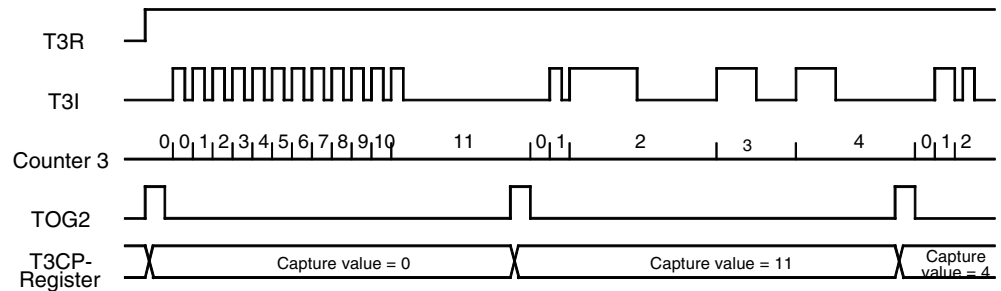 T3R
T3I
Counter 3 0 0 1 2 3 4 5 6 7 8 9 10 11 0 1 2 3 4 0 1 2
TOG2
T3CP-
Register
Capture value = 0
Capture value = 11
Capture
value = 4